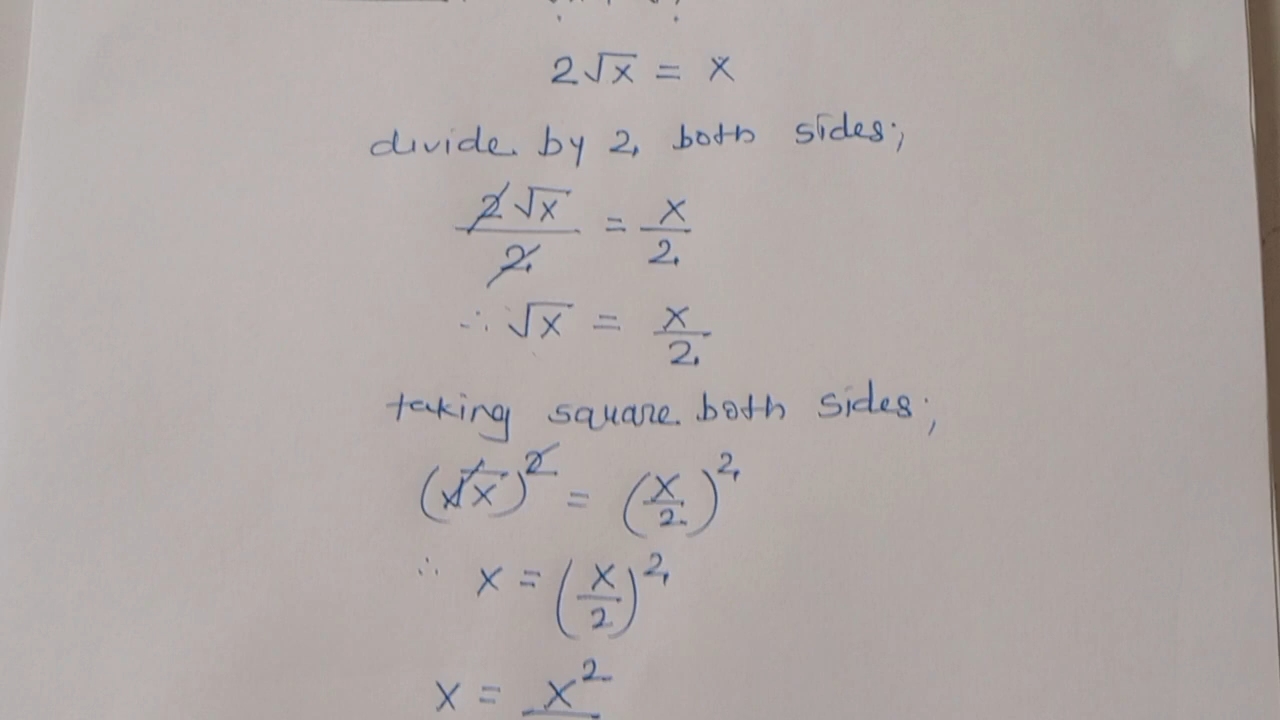 2√x = x
divide by 2 both sides;
2√x / 2 = x / 2
∴ √x = x / 2
taking square both sides;
(√x)² = (x/2)²
∴ x = (x/2)²
x = x²